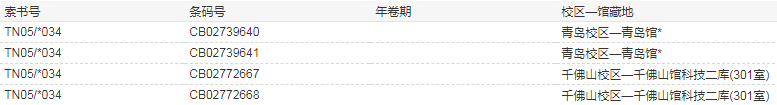 索书号 条码号 年卷期 校区—馆藏地
TN05/*034 CB02739640 青岛校区—青岛馆*
TN05/*034 CB02739641 青岛校区—青岛馆*
TN05/*034 CB02772667 千佛山校区—千佛山馆科技二库(301室)
TN05/*034 CB02772668 千佛山校区—千佛山馆科技二库(301室)